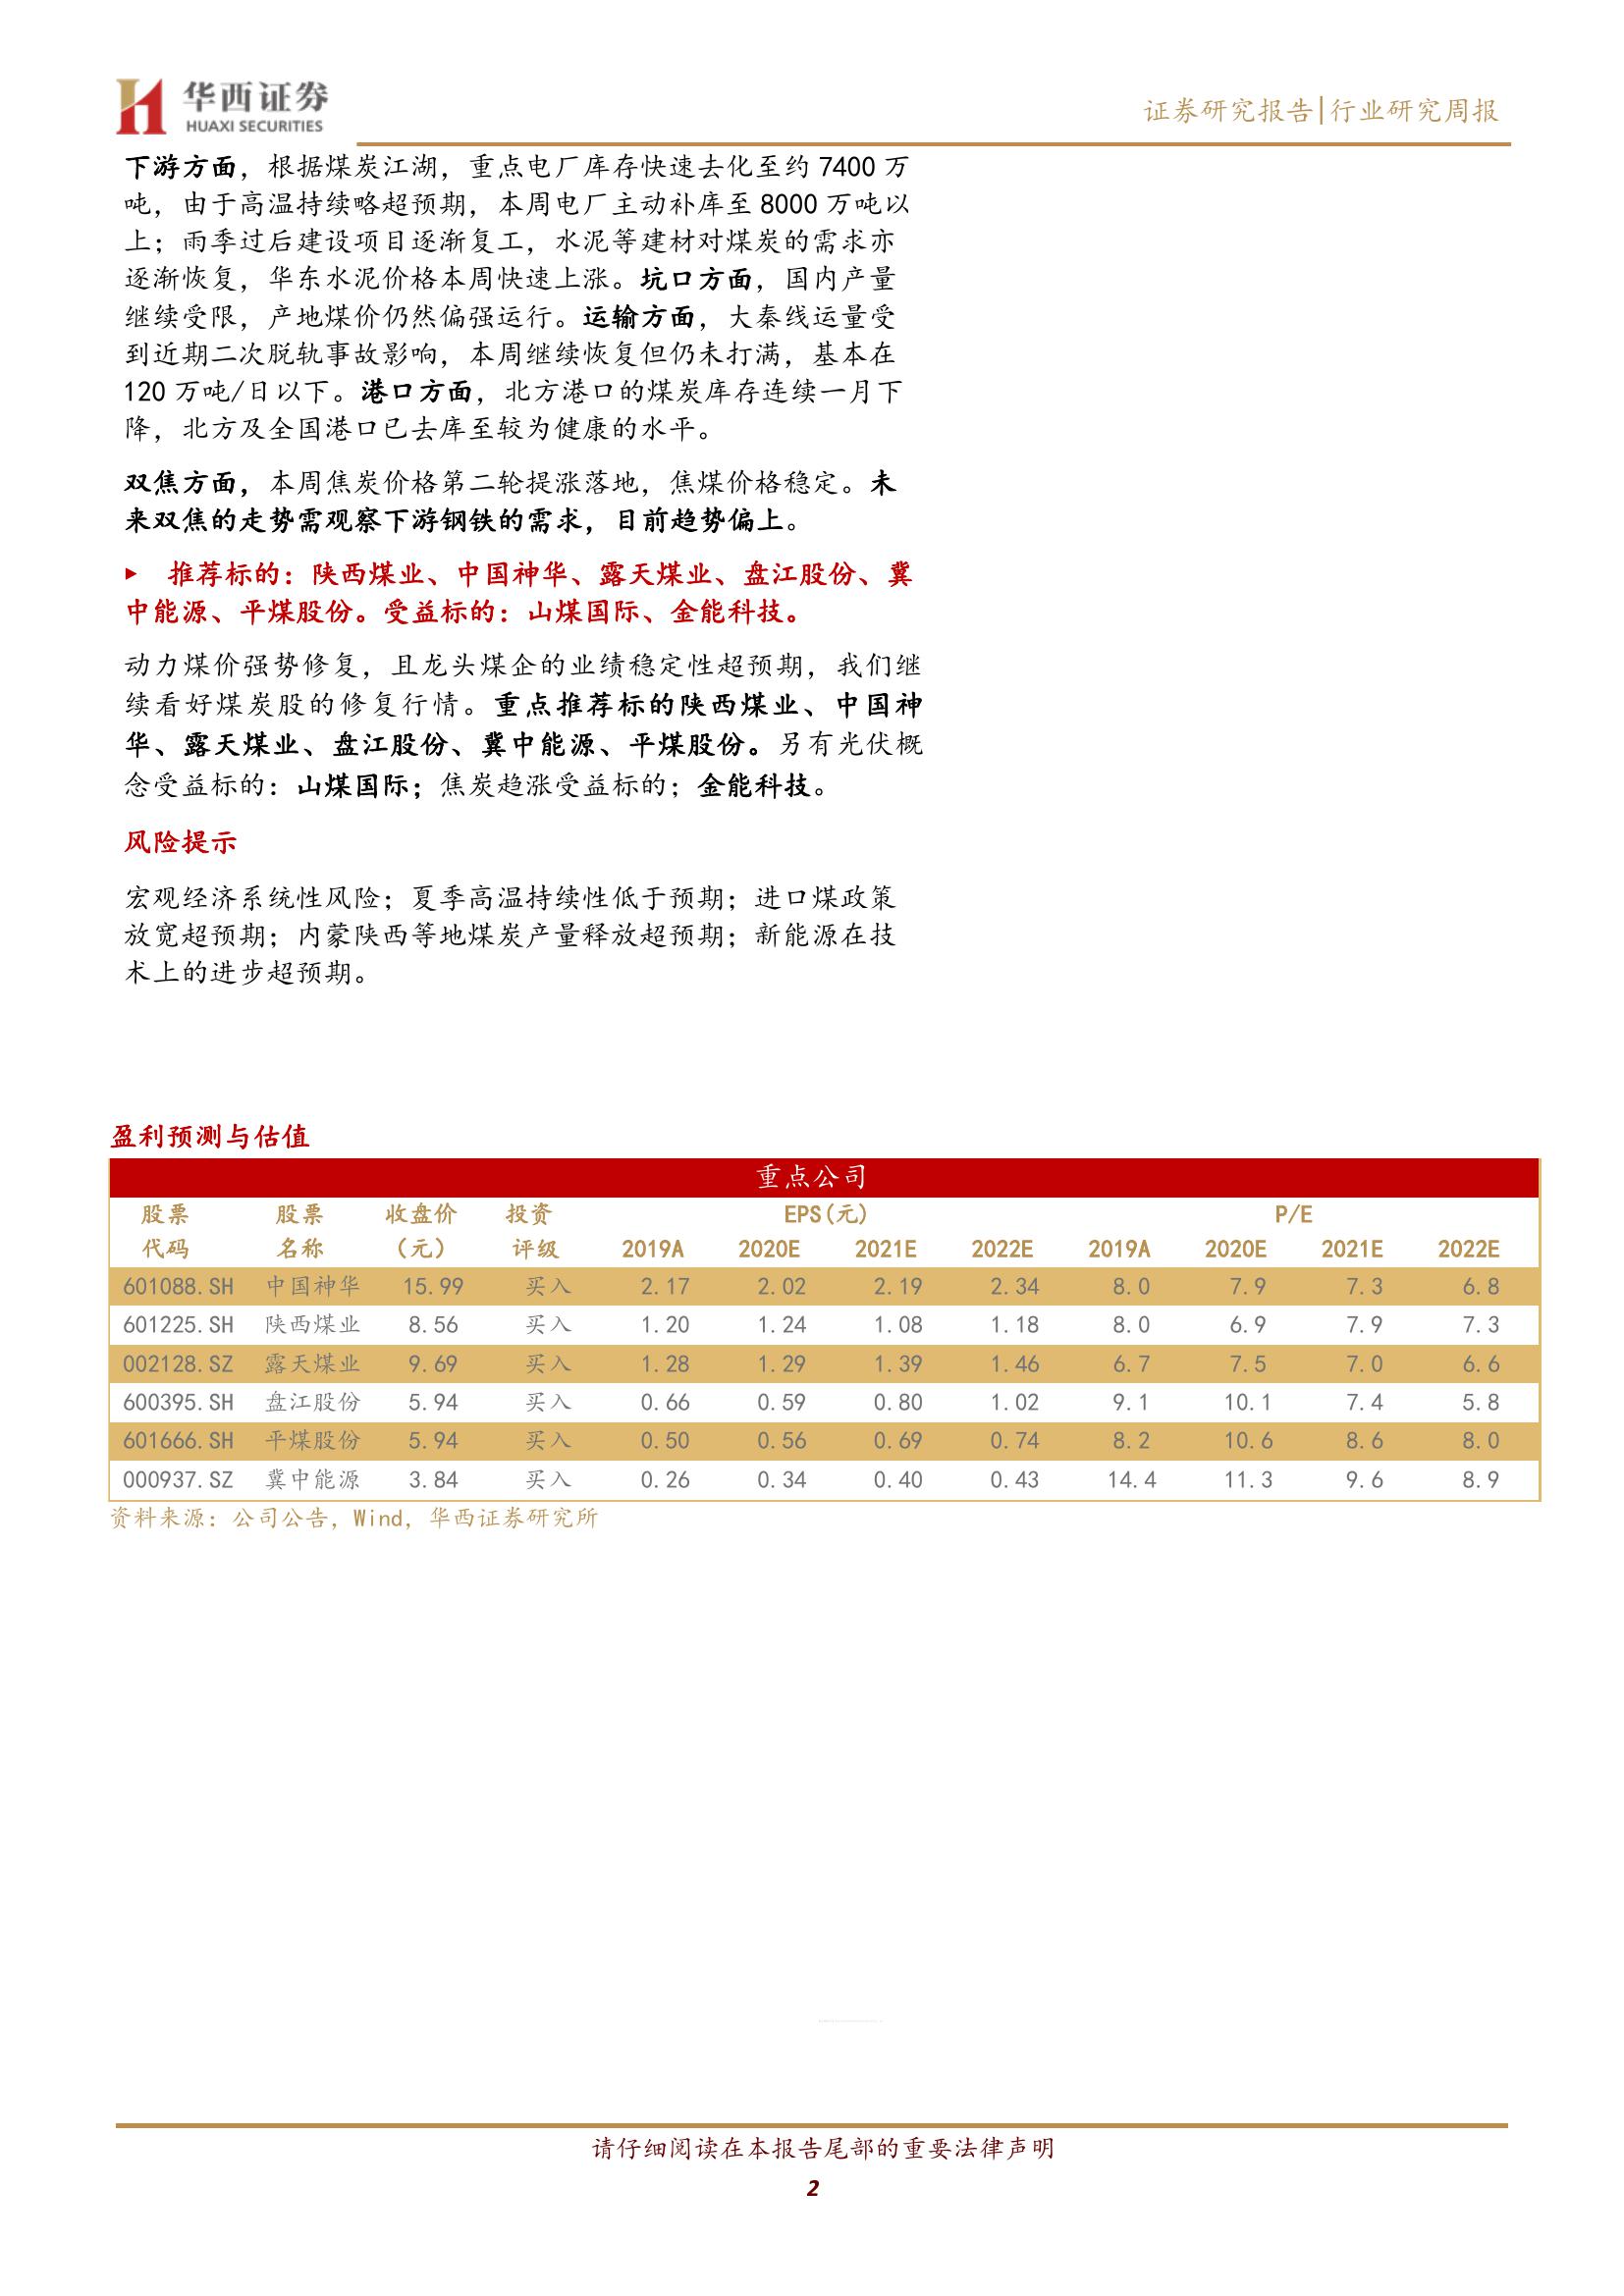 华西证券
HUAXI SECURITIES
证券研究报告|行业研究周报
下游方面，根据煤炭江湖，重点电厂库存快速去化至约 7400 万
吨，由于高温持续略超预期，本周电厂主动补库至 8000 万吨以
上；雨季过后建设项目逐渐复工，水泥等建材对煤炭的需求亦
逐渐恢复，华东水泥价格本周快速上涨。坑口方面，国内产量
继续受限，产地煤价仍然偏强运行。运输方面，大秦线运量受
到近期二次脱轨事故影响，本周继续恢复但仍未打满，基本在
120 万吨/日以下。港口方面，北方港口的煤炭库存连续一月下
降，北方及全国港口已去库至较为健康的水平。
双焦方面，本周焦炭价格第二轮提涨落地，焦煤价格稳定。未
来双焦的走势需观察下游钢铁的需求，目前趋势偏上。
▶ 推荐标的：陕西煤业、中国神华、露天煤业、盘江股份、冀
中能源、平煤股份。受益标的：山煤国际、金能科技。
动力煤价强势修复，且龙头煤企的业绩稳定性超预期，我们继
续看好煤炭股的修复行情。重点推荐标的陕西煤业、中国神
华、露天煤业、盘江股份、冀中能源、平煤股份。另有光伏概
念受益标的：山煤国际；焦炭趋涨受益标的；金能科技。
风险提示
宏观经济系统性风险；夏季高温持续性低于预期；进口煤政策
放宽超预期；内蒙陕西等地煤炭产量释放超预期；新能源在技
术上的进步超预期。
盈利预测与估值
重点公司
股票 股票 收盘价 投资 EPS(元) P/E
代码 名称 （元） 评级 2019A 2020E 2021E 2022E 2019A 2020E 2021E 2022E
601088.SH 中国神华 15.99 买入 2.17 2.02 2.19 2.34 8.0 7.9 7.3 6.8
601225.SH 陕西煤业 8.56 买入 1.20 1.24 1.08 1.18 8.0 6.9 7.9 7.3
002128.SZ 露天煤业 9.69 买入 1.28 1.29 1.39 1.46 6.7 7.5 7.0 6.6
600395.SH 盘江股份 5.94 买入 0.66 0.59 0.80 1.02 9.1 10.1 7.4 5.8
601666.SH 平煤股份 5.94 买入 0.50 0.56 0.69 0.74 8.2 10.6 8.6 8.0
000937.SZ 冀中能源 3.84 买入 0.26 0.34 0.40 0.43 14.4 11.3 9.6 8.9
资料来源：公司公告，Wind，华西证券研究所
请仔细阅读在本报告尾部的重要法律声明
2